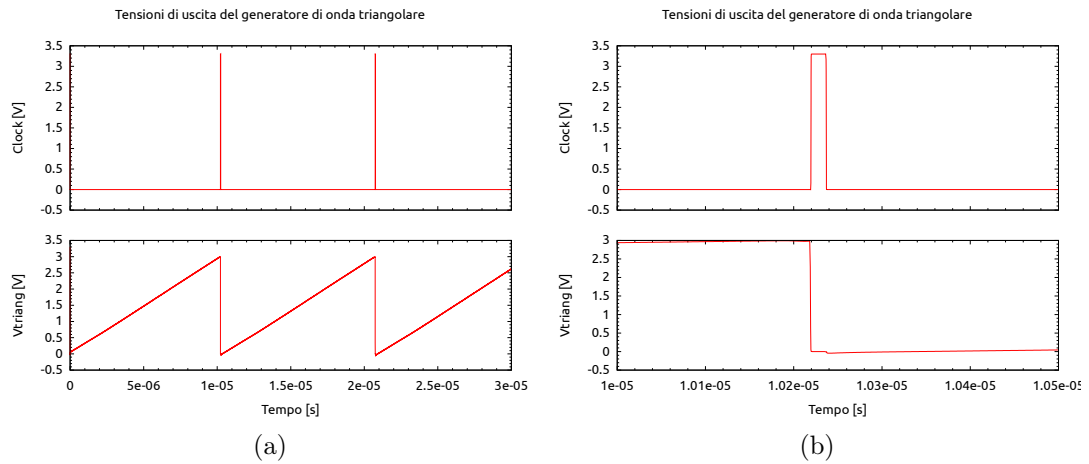 Tensioni di uscita del generatore di onda triangolare
3.5
3
2.5
2
1.5
1
0.5
0
-0.5
Clock [V]
3.5
3
2.5
2
1.5
1
0.5
0
-0.5
Vtriang [V]
0 5e-06 1e-05 1.5e-05 2e-05 2.5e-05 3e-05
Tempo [s]
(a)
Tensioni di uscita del generatore di onda triangolare
3.5
3
2.5
2
1.5
1
0.5
0
-0.5
Clock [V]
3
2.5
2
1.5
1
0.5
0
-0.5
Vtriang [V]
1e-05 1.01e-05 1.02e-05 1.03e-05 1.04e-05 1.05e-05
Tempo [s]
(b)